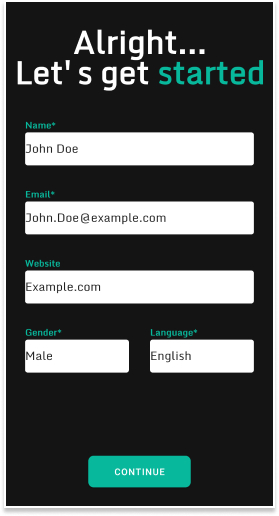 Alright...
Let's get started
Name*
John Doe
Email*
John.Doe@example.com
Website
Example.com
Gender* Language*
Male English
CONTINUE